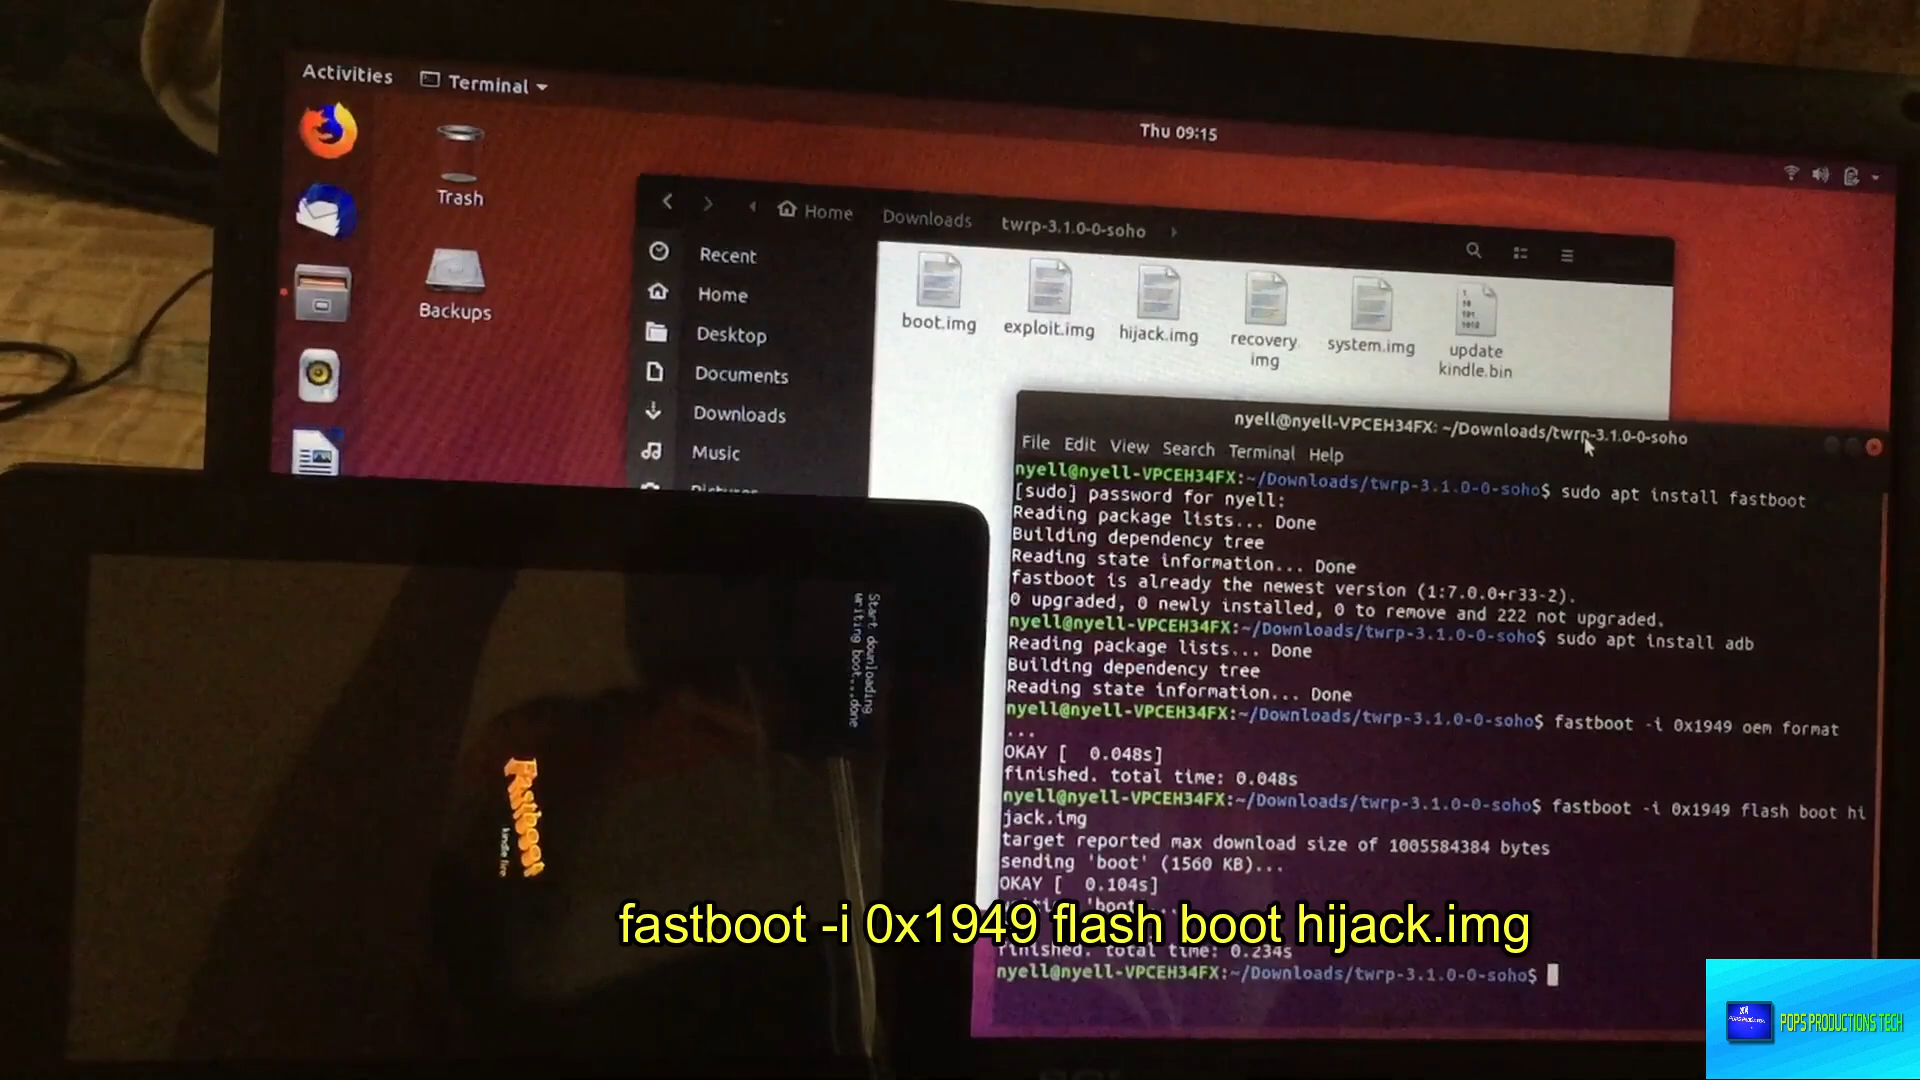 Activities
Terminal
Thu 09:15
Trash
Backups
Home
Downloads
twrp-3.1.0-0-soho
Recent
Home
Desktop
Documents
Downloads
Music
boot.img
exploit.img
hijack.img
recovery
img
system.img
update
kindle.bin
nyell@nyell-VPCEH34FX: ~/Downloads/twrp-3.1.0-0-soho
File Edit View Search Terminal Help
nyell@nyell-VPCEH34FX:~/Downloads/twrp-3.1.0-0-soho$ sudo apt install fastboot
[sudo] password for nyell:
Reading package lists... Done
Building dependency tree
Reading state information... Done
fastboot is already the newest version (1:7.0.0+r33-2).
0 upgraded, 0 newly installed, 0 to remove and 222 not upgraded.
nyell@nyell-VPCEH34FX:~/Downloads/twrp-3.1.0-0-soho$ sudo apt install adb
Reading package lists... Done
Building dependency tree
Reading state information... Done
nyell@nyell-VPCEH34FX:~/Downloads/twrp-3.1.0-0-soho$ fastboot -i 0x1949 oem format
...
OKAY [  0.048s]
finished. total time: 0.048s
nyell@nyell-VPCEH34FX:~/Downloads/twrp-3.1.0-0-soho$ fastboot -i 0x1949 flash boot hi
jack.img
target reported max download size of 1005584384 bytes
sending 'boot' (1560 KB)...
OKAY [  0.104s]
'boot'...
finished. total time: 0.234s
nyell@nyell-VPCEH34FX:~/Downloads/twrp-3.1.0-0-soho$
Start downloading
writing boot...done
Fastboot
kindle fire
fastboot -i 0x1949 flash boot hijack.img
POPS PRODUCTIONS TECH